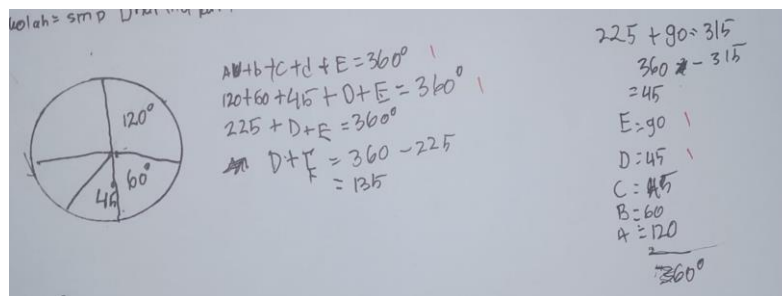 smp
120°
60°
45
A+b+C+d+E=360°
120+60+45+D+E=360°
225+D+E=360°
D+E=360-225
=135
225+90=315
360-315
=45
E=90
D=45
C=45
B=60
A=120
360°